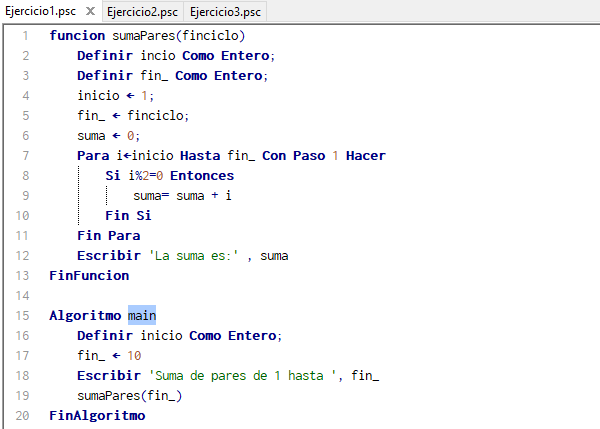 Ejercicio1.psc X Ejercicio2.psc Ejercicio3.psc
1 funcion sumaPares(finciclo)
2 Definir incio Como Entero;
3 Definir fin_ Como Entero;
4 inicio ← 1;
5 fin_ ← finciclo;
6 suma ← 0;
7 Para i←inicio Hasta fin_ Con Paso 1 Hacer
8 Si i%2=0 Entonces
9 suma= suma + i
10 Fin Si
11 Fin Para
12 Escribir 'La suma es:' , suma
13 FinFuncion
14
15 Algoritmo main
16 Definir inicio Como Entero;
17 fin_ ← 10
18 Escribir 'Suma de pares de 1 hasta ', fin_
19 sumaPares(fin_)
20 FinAlgoritmo